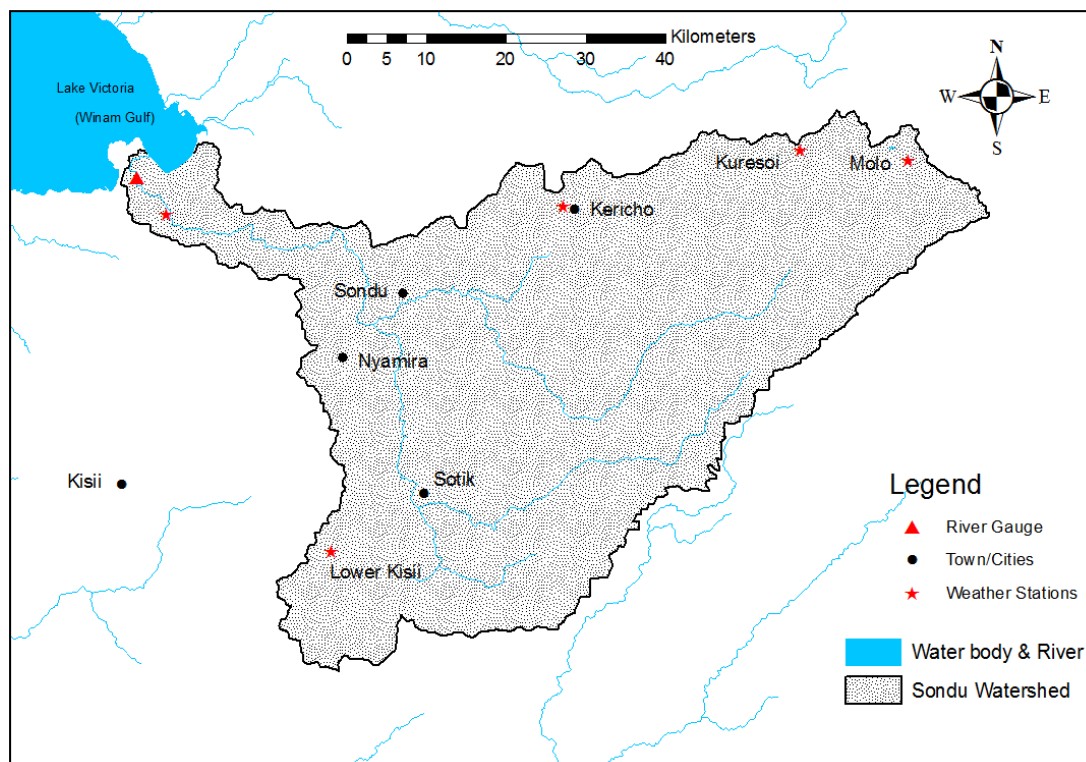 Kilometers
0 5 10 20 30 40
N
W E
S
Lake Victoria
(Winam Gulf)
Kuresoi
Molo
Kericho
Sondu
Nyamira
Kisii
Sotik
Lower Kisii
Legend
River Gauge
Town/Cities
Weather Stations
Water body & River
Sondu Watershed